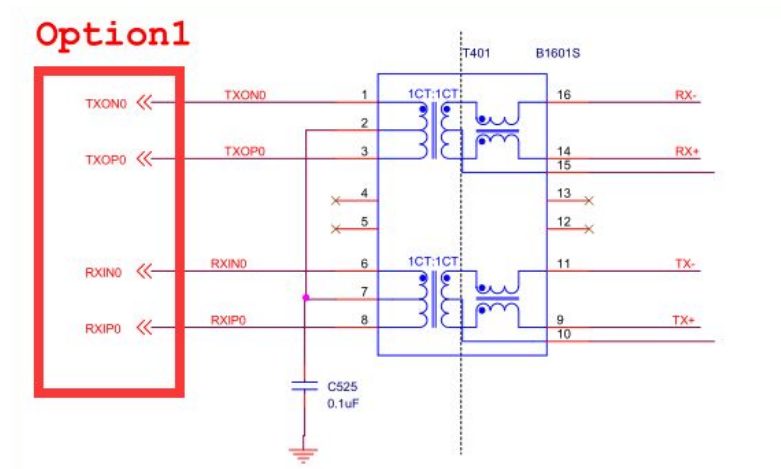 Option1
T401 B1601S
TXON0 TXON0 1 1CT:1CT 16 RX-
2
TXOP0 TXOP0 3 14 RX+
15
4 13
5 12
RXIN0 RXIN0 6 1CT:1CT 11 TX-
7
RXIP0 RXIP0 8 9 TX+
10
C525
0.1uF